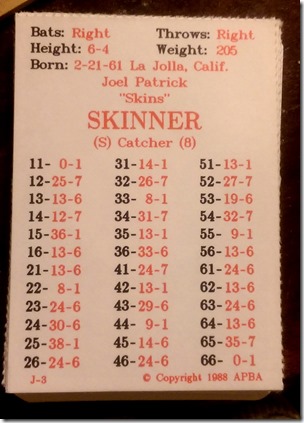 Bats: Right Throws: Right
Height: 6-4 Weight: 205
Born: 2-21-61 La Jolla, Calif.
Joel Patrick
"Skins"
SKINNER
(S) Catcher (8)
11- 0-1 31-14-1 51-13-1
12-25-7 32-26-7 52-27-7
13-13-6 33- 8-1 53-19-6
14-12-7 34-31-7 54-32-7
15-36-1 35-13-1 55- 9-1
16-13-6 36-33-6 56-13-6
21-13-6 41-24-7 61-24-6
22- 8-1 42-13-1 62-24-6
23-24-6 43-29-6 63-24-6
24-30-6 44- 9-1 64-13-6
25-38-1 45-14-6 65-35-7
26-24-6 46-24-6 66- 0-1
J-3 © Copyright 1988 APBA